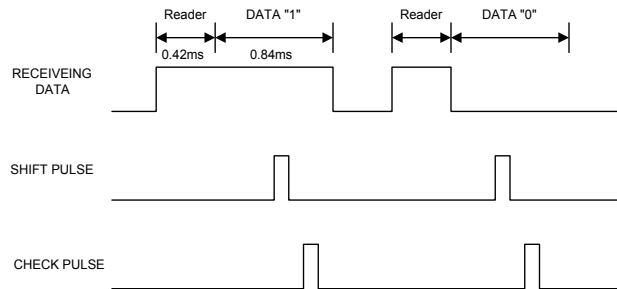 Reader DATA "1" Reader DATA "0"
0.42ms 0.84ms
RECEIVEING
DATA
SHIFT PULSE
CHECK PULSE